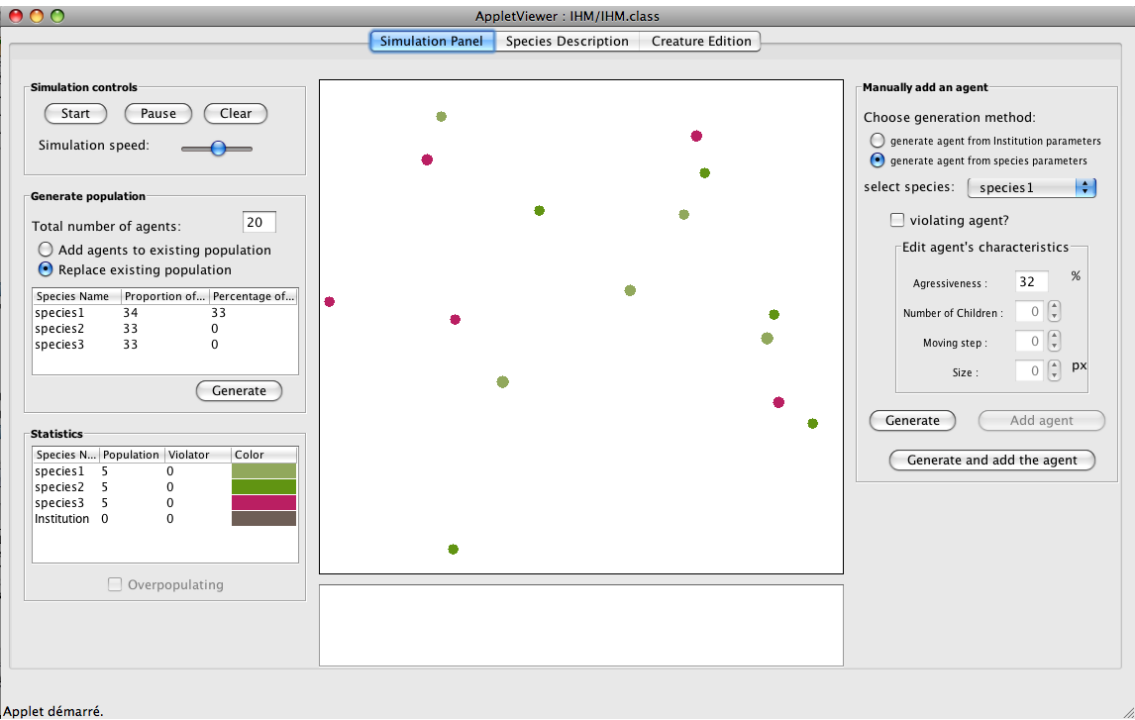 AppletViewer : IHM/IHM.class
Simulation Panel Species Description Creature Edition
Simulation controls
Start Pause Clear
Simulation speed:
Generate population
Total number of agents: 20
Add agents to existing population
Replace existing population
Species Name Proportion of... Percentage of...
species1 34 33
species2 33 0
species3 33 0
Generate
Statistics
Species N... Population Violator Color
species1 5 0
species2 5 0
species3 5 0
Institution 0 0
Overpopulating
Manually add an agent
Choose generation method:
generate agent from Institution parameters
generate agent from species parameters
select species: species1
violating agent?
Edit agent's characteristics
Agressiveness : 32 %
Number of Children : 0
Moving step : 0
Size : 0 px
Generate Add agent
Generate and add the agent
Applet démarré.